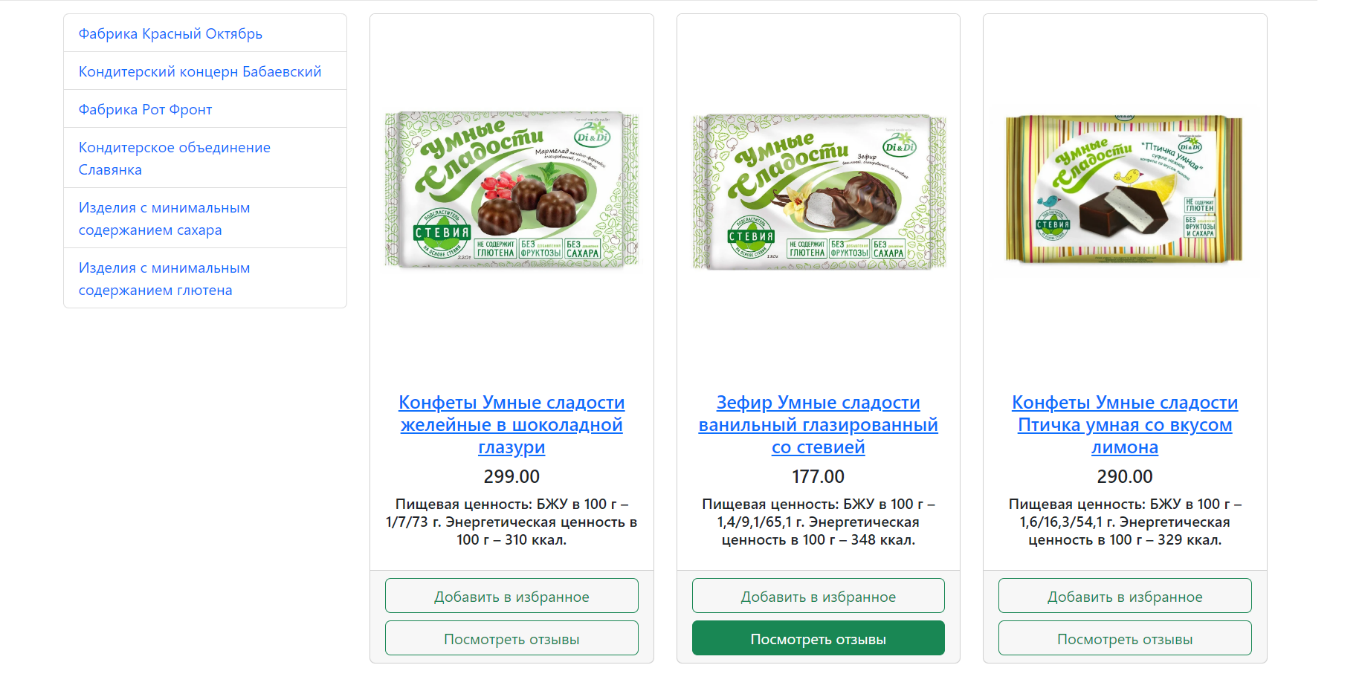 Фабрика Красный Октябрь
Кондитерский концерн Бабаевский
Фабрика Рот Фронт
Кондитерское объединение
Славянка
Изделия с минимальным
содержанием сахара
Изделия с минимальным
содержанием глютена
Умные
Сладости
Di&Di
Мармелад
СТЕВИЯ
НЕ СОДЕРЖИТ
ГЛЮТЕНА
БЕЗ
ФРУКТОЗЫ
БЕЗ
САХАРА
Конфеты Умные сладости
желейные в шоколадной
глазури
299.00
Пищевая ценность: БЖУ в 100 г –
1/7/73 г. Энергетическая ценность в
100 г – 310 ккал.
Добавить в избранное
Посмотреть отзывы
Умные
Сладости
Di&Di
Зефир
СТЕВИЯ
НЕ СОДЕРЖИТ
ГЛЮТЕНА
БЕЗ
ФРУКТОЗЫ
БЕЗ
САХАРА
Зефир Умные сладости
ванильный глазированный
со стевией
177.00
Пищевая ценность: БЖУ в 100 г –
1,4/9,1/65,1 г. Энергетическая
ценность в 100 г – 348 ккал.
Добавить в избранное
Посмотреть отзывы
Умные
Сладости
Di&Di
"Птичка умная"
СТЕВИЯ
НЕ СОДЕРЖИТ
ГЛЮТЕН
БЕЗ
ФРУКТОЗЫ
И САХАРА
Конфеты Умные сладости
Птичка умная со вкусом
лимона
290.00
Пищевая ценность: БЖУ в 100 г –
1,6/16,3/54,1 г. Энергетическая
ценность в 100 г – 329 ккал.
Добавить в избранное
Посмотреть отзывы